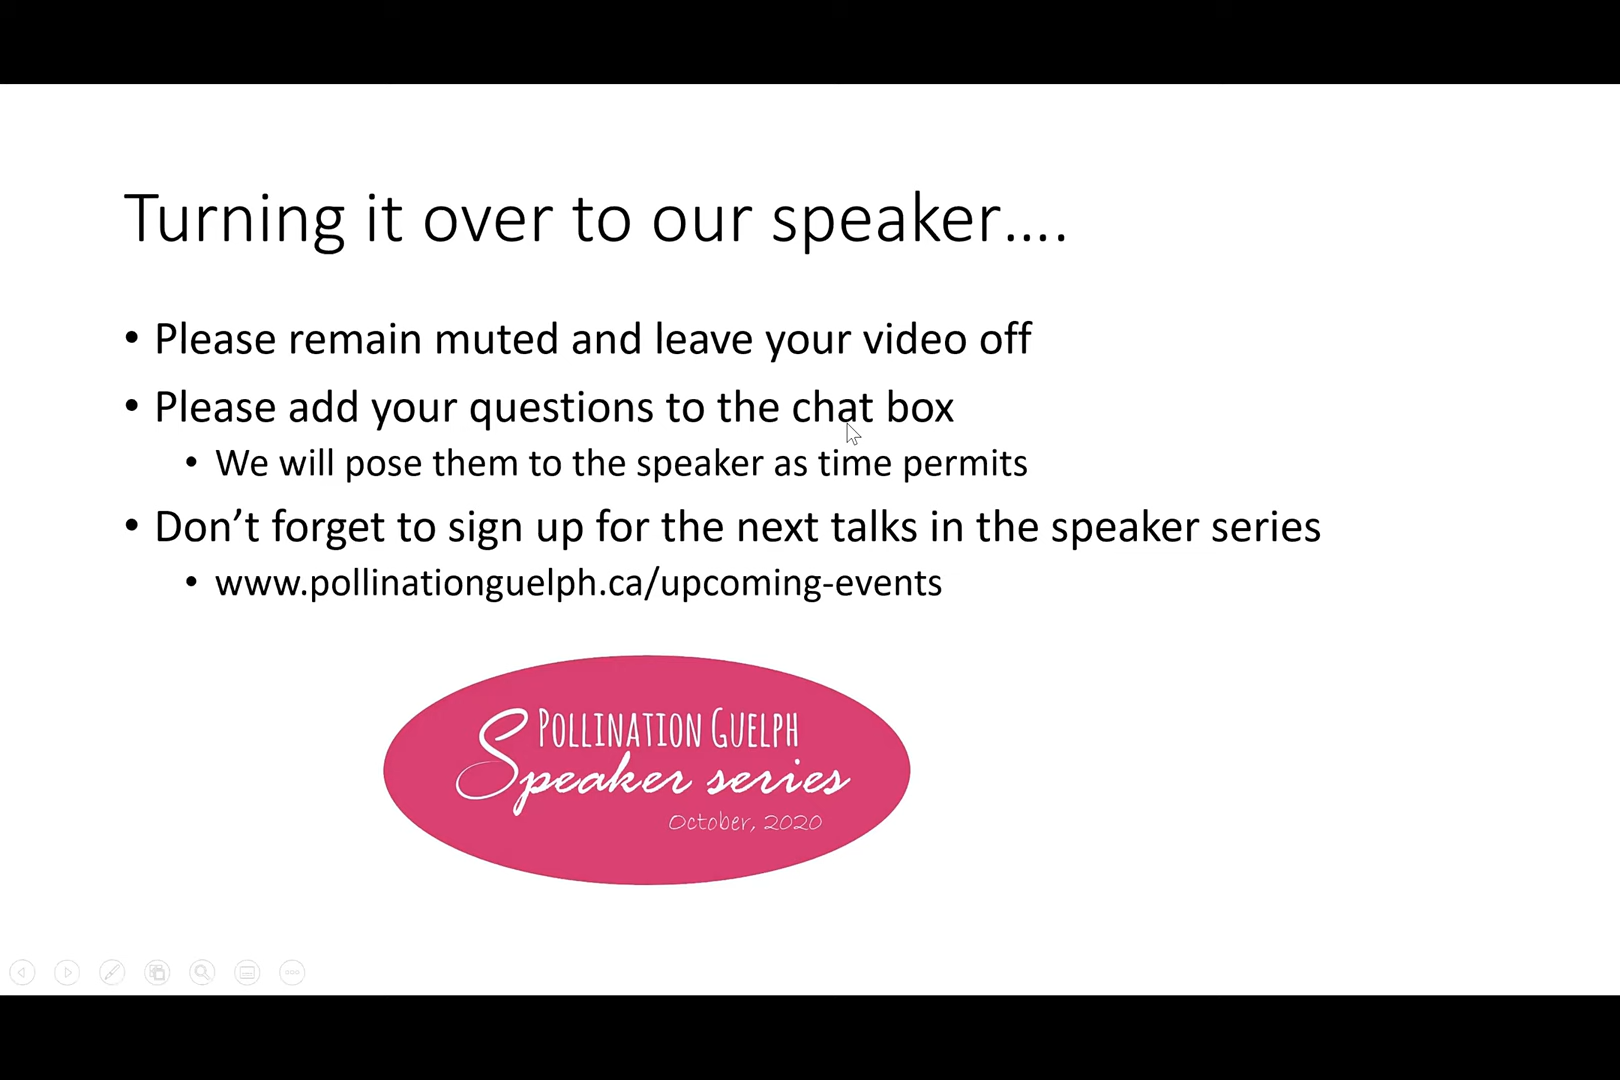 Turning it over to our speaker....
• Please remain muted and leave your video off
• Please add your questions to the chat box
• We will pose them to the speaker as time permits
• Don’t forget to sign up for the next talks in the speaker series
• www.pollinationguelph.ca/upcoming-events
POLLINATION GUELPH
Speaker series
October, 2020